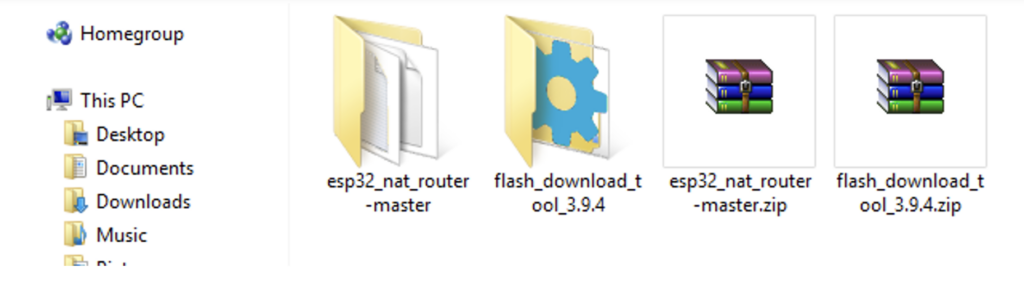 Homegroup
This PC
Desktop
Documents
Downloads
Music
esp32_nat_router
-master
flash_download_t
ool_3.9.4
esp32_nat_router
-master.zip
flash_download_t
ool_3.9.4.zip